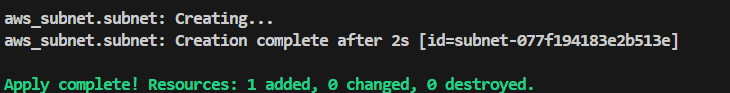 aws_subnet.subnet: Creating...
aws_subnet.subnet: Creation complete after 2s [id=subnet-077f194183e2b513e]
Apply complete! Resources: 1 added, 0 changed, 0 destroyed.